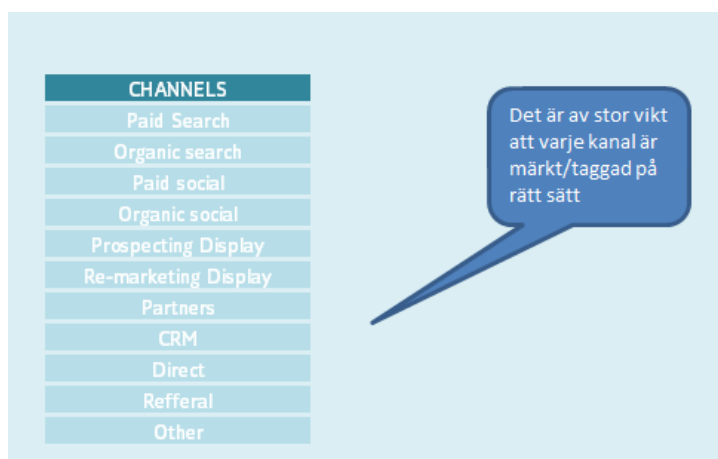 CHANNELS
Paid Search
Organic search
Paid social
Organic social
Prospecting Display
Re-marketing Display
Partners
CRM
Direct
Refferal
Other
Det är av stor vikt
att varje kanal är
märkt/taggad på
rätt sätt